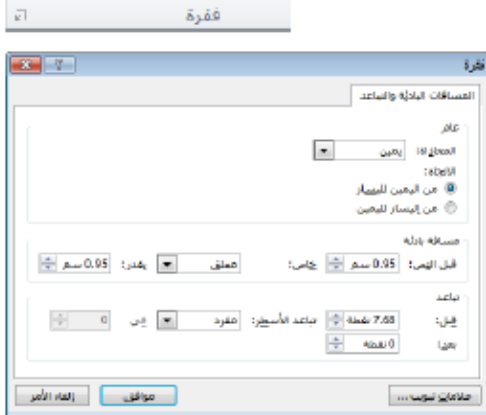 فقرة
فقرة
المسافات البادئة والتباعد
عام
المحاذاة: يمين
الاتجاه:
من اليمين لليسار
من اليسار لليمين
مسافة بادئة
قبل النص: 0.95 سم خاص: معلق بقدر: 0.95 سم
تباعد
قبل: 7.68 نقطة تباعد الأسطر: مفرد في 0
بعد: 0 نقطة
علامات تبويب... موافق إلغاء الأمر